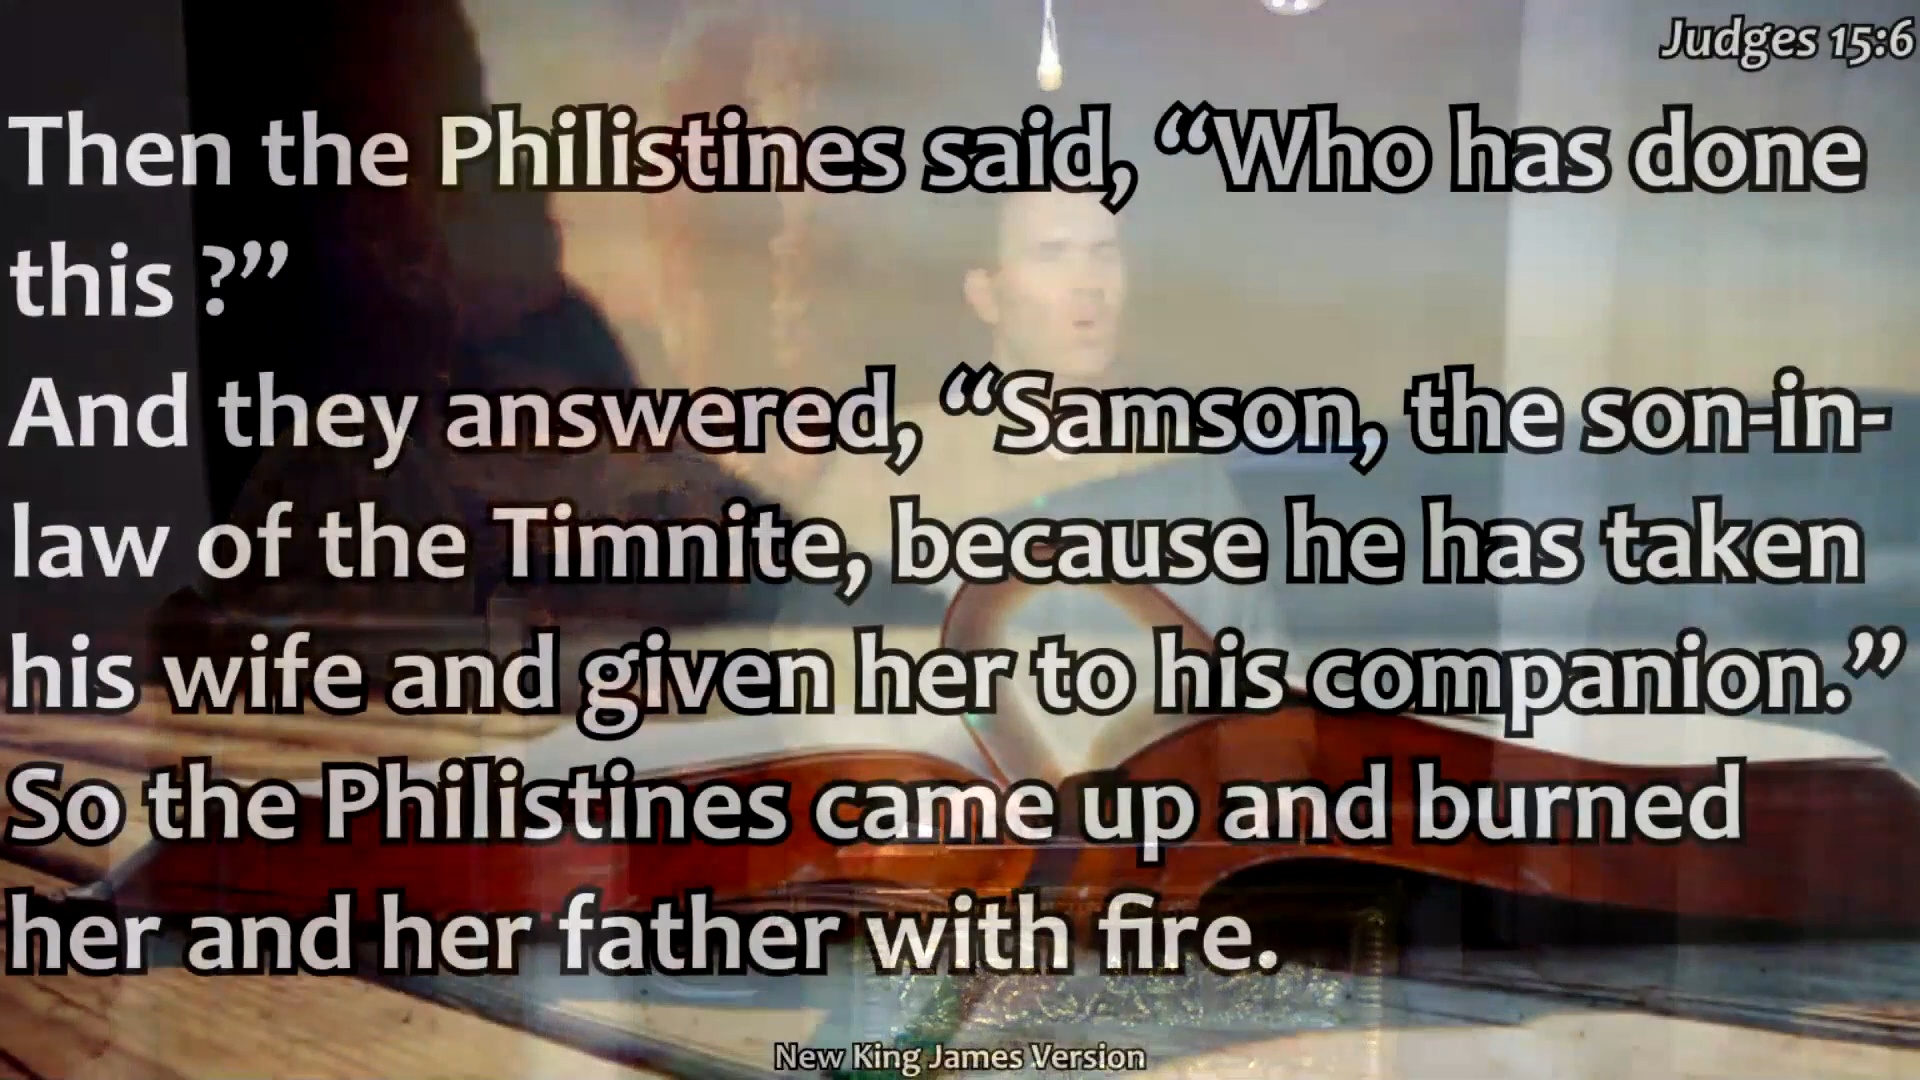 Judges 15:6
Then the Philistines said, “Who has done
this ?”
And they answered, “Samson, the son-in-
law of the Timnite, because he has taken
his wife and given her to his companion.”
So the Philistines came up and burned
her and her father with fire.
New King James Version